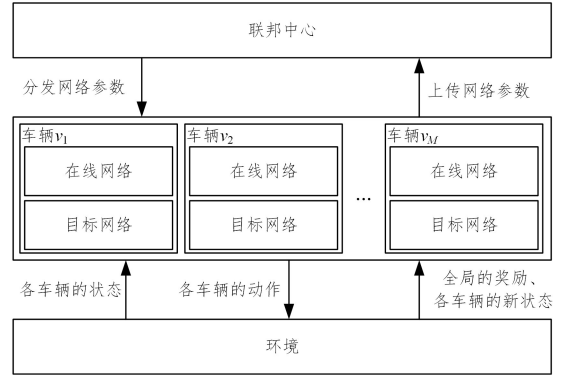 联邦中心
分发网络参数
上传网络参数
车辆v1
车辆v2
车辆vM
在线网络
在线网络
...
在线网络
目标网络
目标网络
目标网络
各车辆的状态
各车辆的动作
全局的奖励、
各车辆的新状态
环境